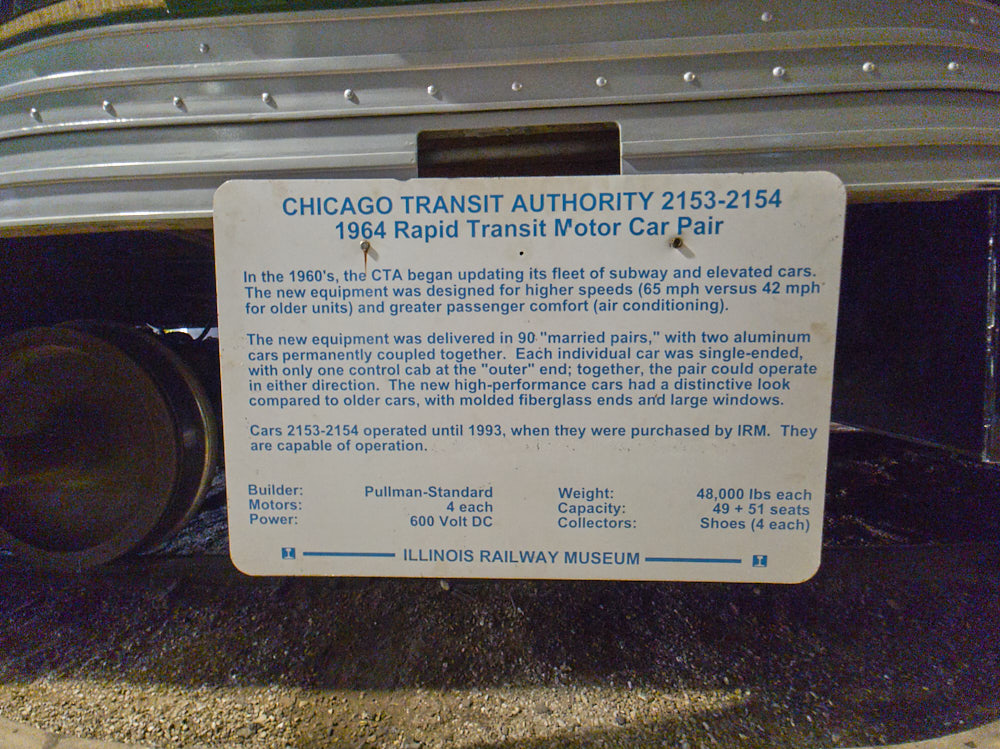 CHICAGO TRANSIT AUTHORITY 2153-2154
1964 Rapid Transit Motor Car Pair
In the 1960's, the CTA began updating its fleet of subway and elevated cars.
The new equipment was designed for higher speeds (65 mph versus 42 mph
for older units) and greater passenger comfort (air conditioning).
The new equipment was delivered in 90 "married pairs," with two aluminum
cars permanently coupled together. Each individual car was single-ended,
with only one control cab at the "outer" end; together, the pair could operate
in either direction. The new high-performance cars had a distinctive look
compared to older cars, with molded fiberglass ends and large windows.
Cars 2153-2154 operated until 1993, when they were purchased by IRM. They
are capable of operation.
Builder: Pullman-Standard Weight: 48,000 lbs each
Motors: 4 each Capacity: 49 + 51 seats
Power: 600 Volt DC Collectors: Shoes (4 each)
ILLINOIS RAILWAY MUSEUM